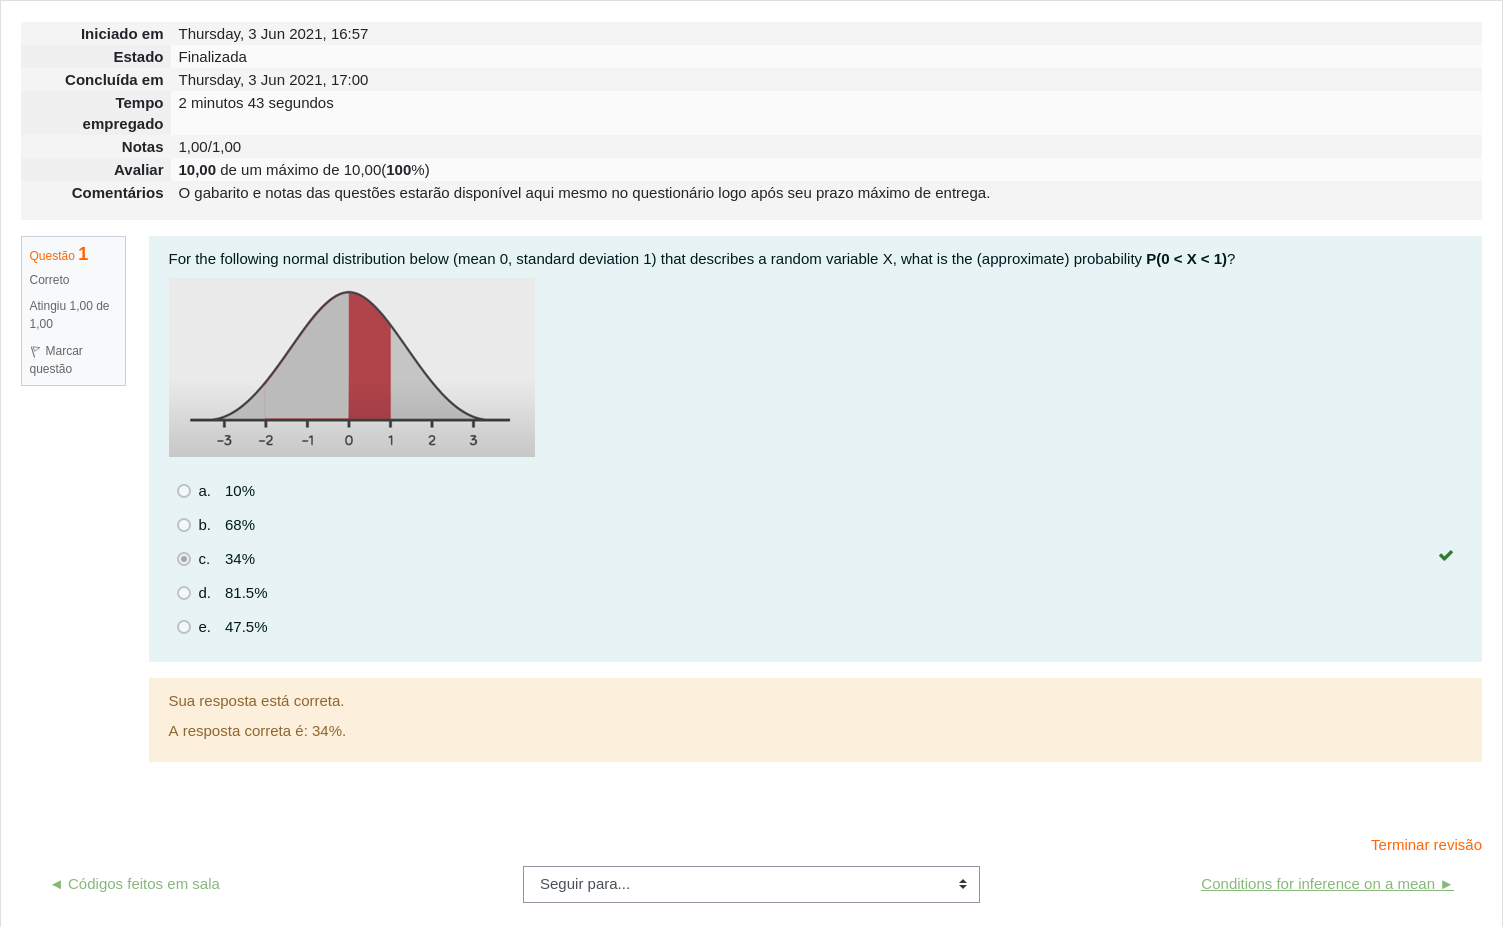 Iniciado em Thursday, 3 Jun 2021, 16:57
Estado Finalizada
Concluída em Thursday, 3 Jun 2021, 17:00
Tempo 2 minutos 43 segundos
empregado
Notas 1,00/1,00
Avaliar 10,00 de um máximo de 10,00(100%)
Comentários O gabarito e notas das questões estarão disponível aqui mesmo no questionário logo após seu prazo máximo de entrega.
Questão 1
Correto
Atingiu 1,00 de
1,00
Marcar
questão
For the following normal distribution below (mean 0, standard deviation 1) that describes a random variable X, what is the (approximate) probability P(0 < X < 1)?
-3 -2 -1 0 1 2 3
a. 10%
b. 68%
c. 34%
d. 81.5%
e. 47.5%
Sua resposta está correta.
A resposta correta é: 34%.
Terminar revisão
◄ Códigos feitos em sala
Seguir para...
Conditions for inference on a mean ►